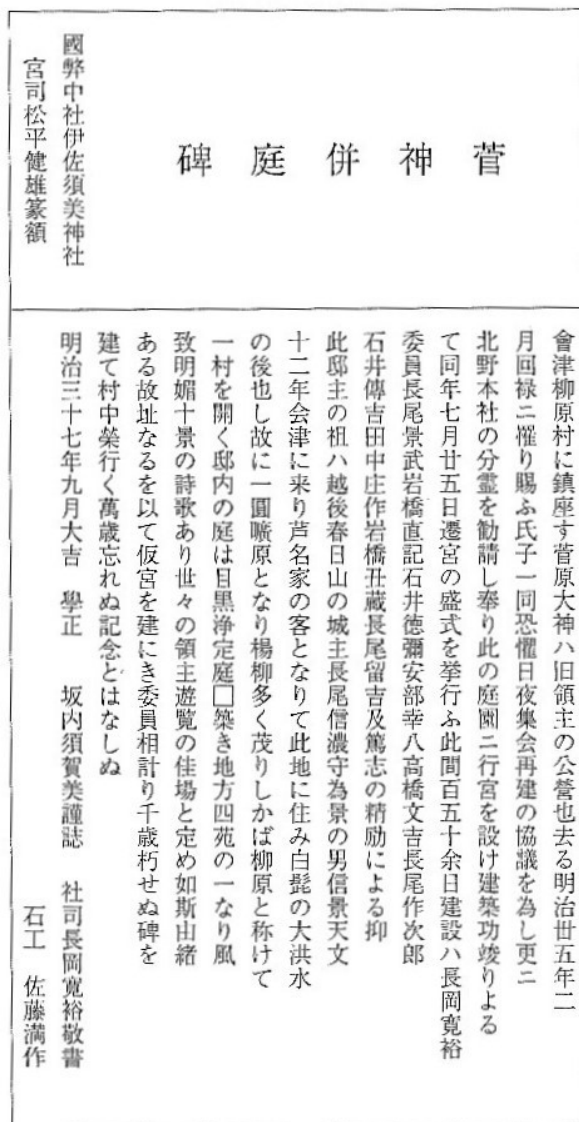 菅神併庭碑
國弊中社伊佐須美神社
宮司松平健雄篆額
會津柳原村に鎮座す菅原大神ハ旧領主の公營也去る明治卅五年二
月回禄ニ罹り賜ふ氏子一同恐懼日夜集会再建の協議を為し更ニ
北野本社の分霊を勧請し奉り此の庭園ニ行宮を設け建築功竣りよる
て同年七月廿五日遷宮の盛式を挙行ふ此間百五十余日建設ハ長岡寛裕
委員長尾景武岩橋直記石井徳彌安部幸八高橋文吉長尾作次郎
石井傳吉田中庄作岩橋丑蔵長尾留吉及篤志の精励による抑
此邸主の祖ハ越後春日山の城主長尾信濃守為景の男信景天文
十二年会津に来り芦名家の客となりて此地に住み白髭の大洪水
の後也し故に一圓曠原となり楊柳多く茂りしかば柳原と称けて
一村を開く邸内の庭は目黒浄定庭□築き地方四苑の一なり風
致明媚十景の詩歌あり世々の領主遊覧の佳場と定め如斯由緒
ある故址なるを以て仮宮を建にき委員相計り千歳朽せぬ碑を
建て村中榮行く萬歳忘れぬ記念とはなしぬ
明治三十七年九月大吉 學正 坂内須賀美謹誌 社司長岡寛裕敬書
石工 佐藤満作